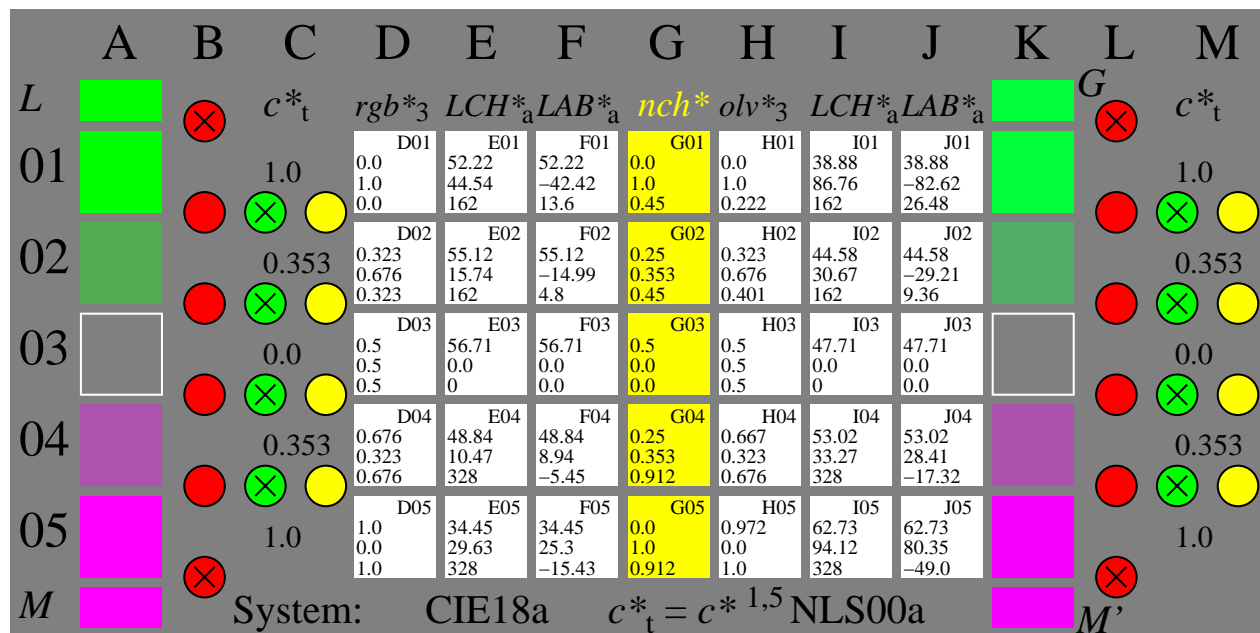 A B C D E F G H I J K L M
L c*t rgb*3 LCH*a LAB*a nch* olv*3 LCH*a LAB*a G c*t
01 1.0 D01 E01 F01 G01 H01 I01 J01 1.0
0.0 52.22 52.22 0.0 0.0 38.88 38.88
1.0 44.54 −42.42 1.0 1.0 86.76 −82.62
0.0 162 13.6 0.45 0.222 162 26.48
02 0.353 D02 E02 F02 G02 H02 I02 J02 0.353
0.323 55.12 55.12 0.25 0.323 44.58 44.58
0.676 15.74 −14.99 0.353 0.676 30.67 −29.21
0.323 162 4.8 0.45 0.401 162 9.36
03 0.0 D03 E03 F03 G03 H03 I03 J03 0.0
0.5 56.71 56.71 0.5 0.5 47.71 47.71
0.5 0.0 0.0 0.0 0.5 0.0 0.0
0.5 0 0.0 0.0 0.5 0 0.0
04 0.353 D04 E04 F04 G04 H04 I04 J04 0.353
0.676 48.84 48.84 0.25 0.667 53.02 53.02
0.323 10.47 8.94 0.353 0.323 33.27 28.41
0.676 328 −5.45 0.912 0.676 328 −17.32
05 1.0 D05 E05 F05 G05 H05 I05 J05 1.0
1.0 34.45 34.45 0.0 0.972 62.73 62.73
0.0 29.63 25.3 1.0 0.0 94.12 80.35
1.0 328 −15.43 0.912 1.0 328 −49.0
M System: CIE18a c*t = c* 1,5 NLS00a M'